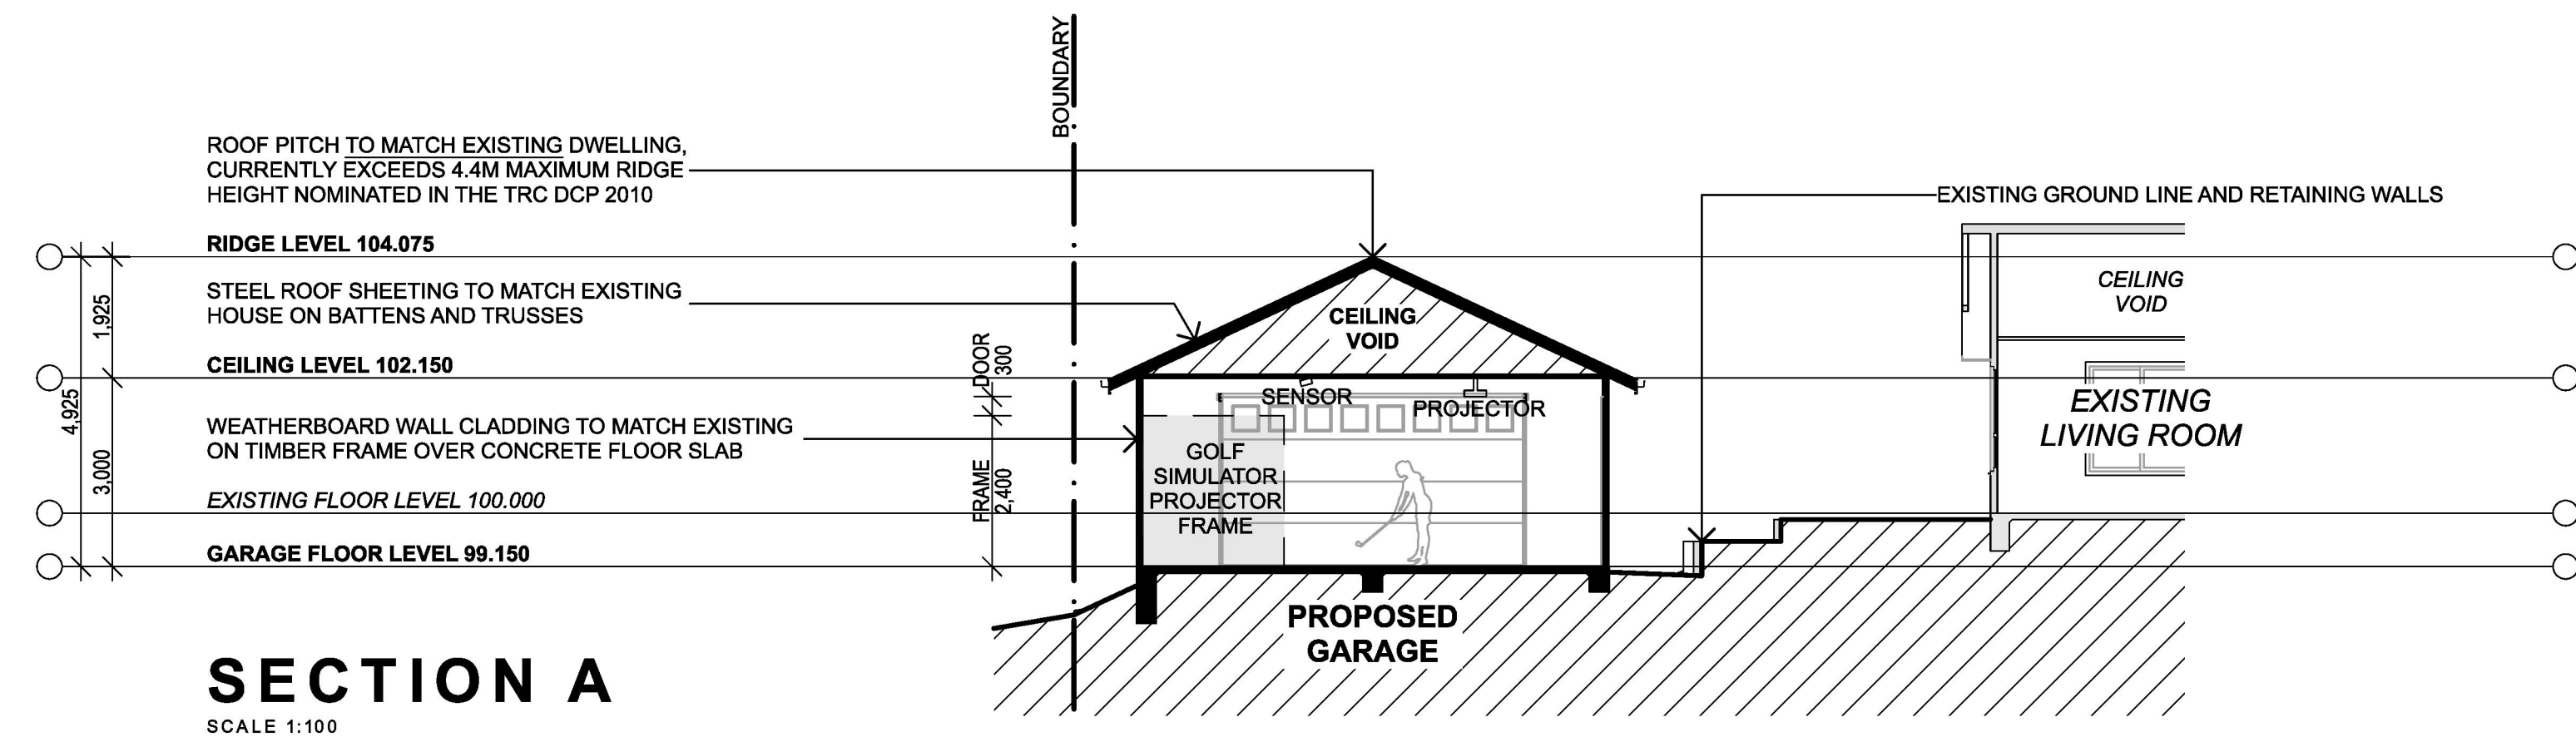 BOUNDARY
ROOF PITCH TO MATCH EXISTING DWELLING,
CURRENTLY EXCEEDS 4.4M MAXIMUM RIDGE
HEIGHT NOMINATED IN THE TRC DCP 2010
EXISTING GROUND LINE AND RETAINING WALLS
RIDGE LEVEL 104.075
STEEL ROOF SHEETING TO MATCH EXISTING
HOUSE ON BATTENS AND TRUSSES
1,925
CEILING
VOID
CEILING
VOID
CEILING LEVEL 102.150
DOOR
300
SENSOR
PROJECTOR
4,925
WEATHERBOARD WALL CLADDING TO MATCH EXISTING
ON TIMBER FRAME OVER CONCRETE FLOOR SLAB
EXISTING
LIVING ROOM
3,000
FRAME
2,400
GOLF
SIMULATOR
PROJECTOR
FRAME
EXISTING FLOOR LEVEL 100.000
GARAGE FLOOR LEVEL 99.150
PROPOSED
GARAGE
SECTION A
SCALE 1:100